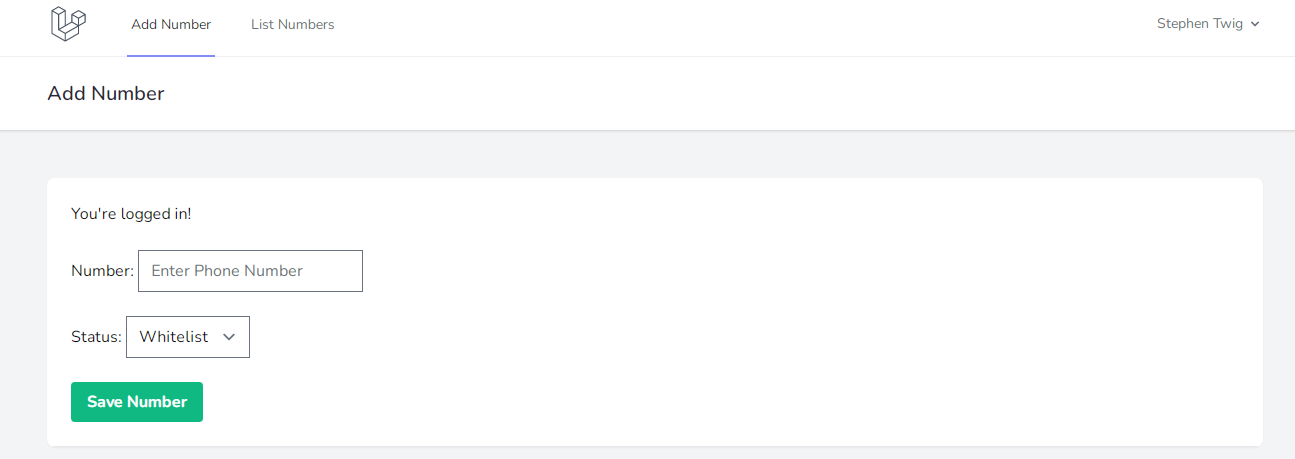 Add Number List Numbers Stephen Twig
Add Number
You're logged in!
Number: Enter Phone Number
Status: Whitelist
Save Number